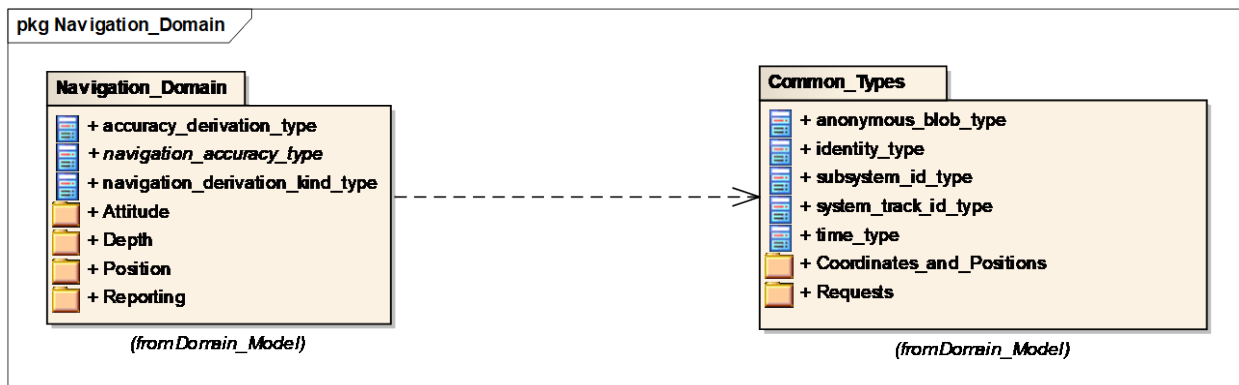 pkg Navigation_Domain
Navigation_Domain
+ accuracy_derivation_type
+ navigation_accuracy_type
+ navigation_derivation_kind_type
+ Attitude
+ Depth
+ Position
+ Reporting
(from Domain_Model)
Common_Types
+ anonymous_blob_type
+ identity_type
+ subsystem_id_type
+ system_track_id_type
+ time_type
+ Coordinates_and_Positions
+ Requests
(from Domain_Model)